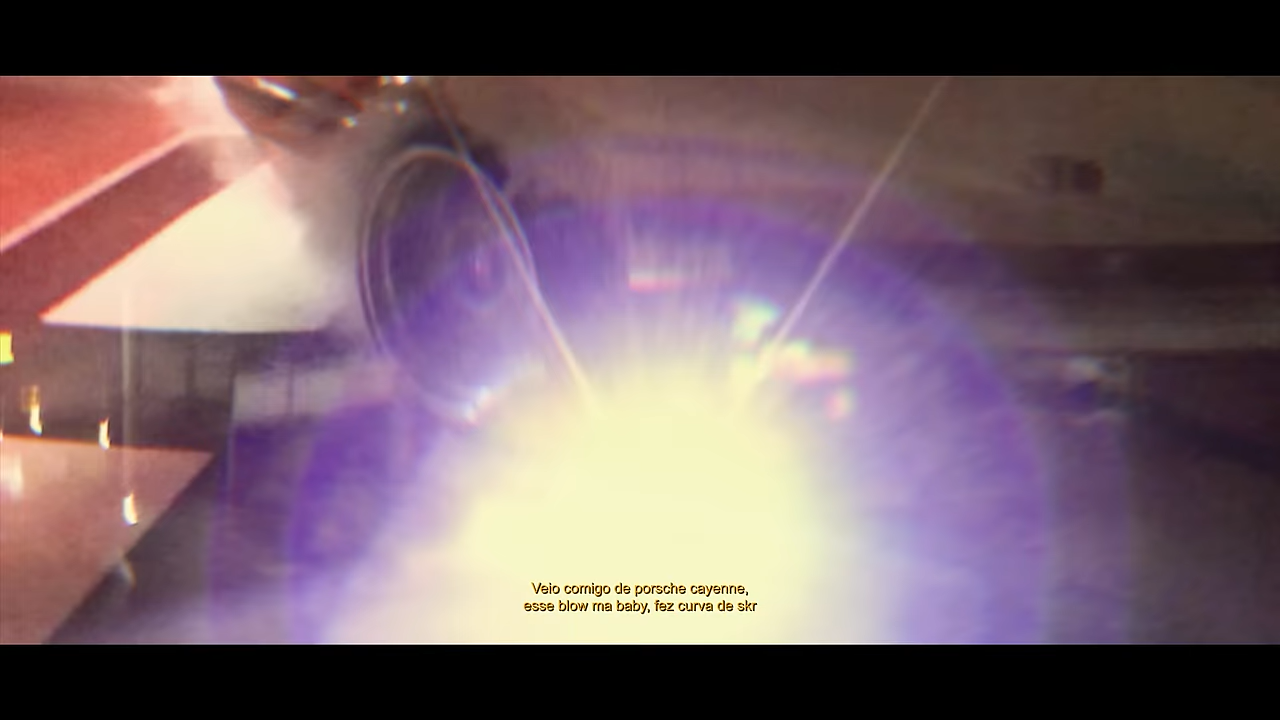 Veio comigo de porsche cayenne,
esse blow ma baby, fez curva de skr